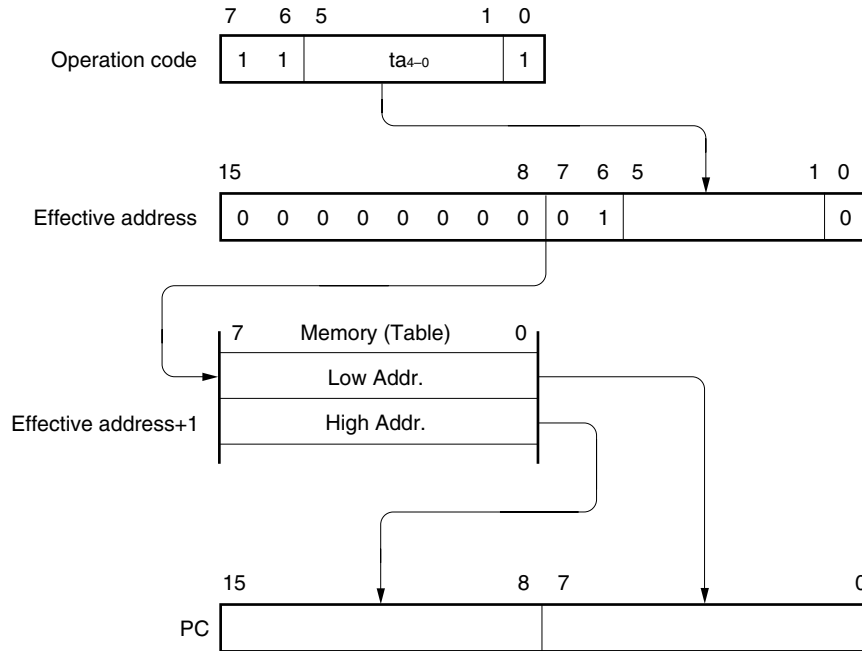 7 6 5 1 0
Operation code 1 1 ta4–0 1
15 8 7 6 5 1 0
Effective address 0 0 0 0 0 0 0 0 0 1 0
7 Memory (Table) 0
Low Addr.
Effective address+1 High Addr.
15 8 7 0
PC